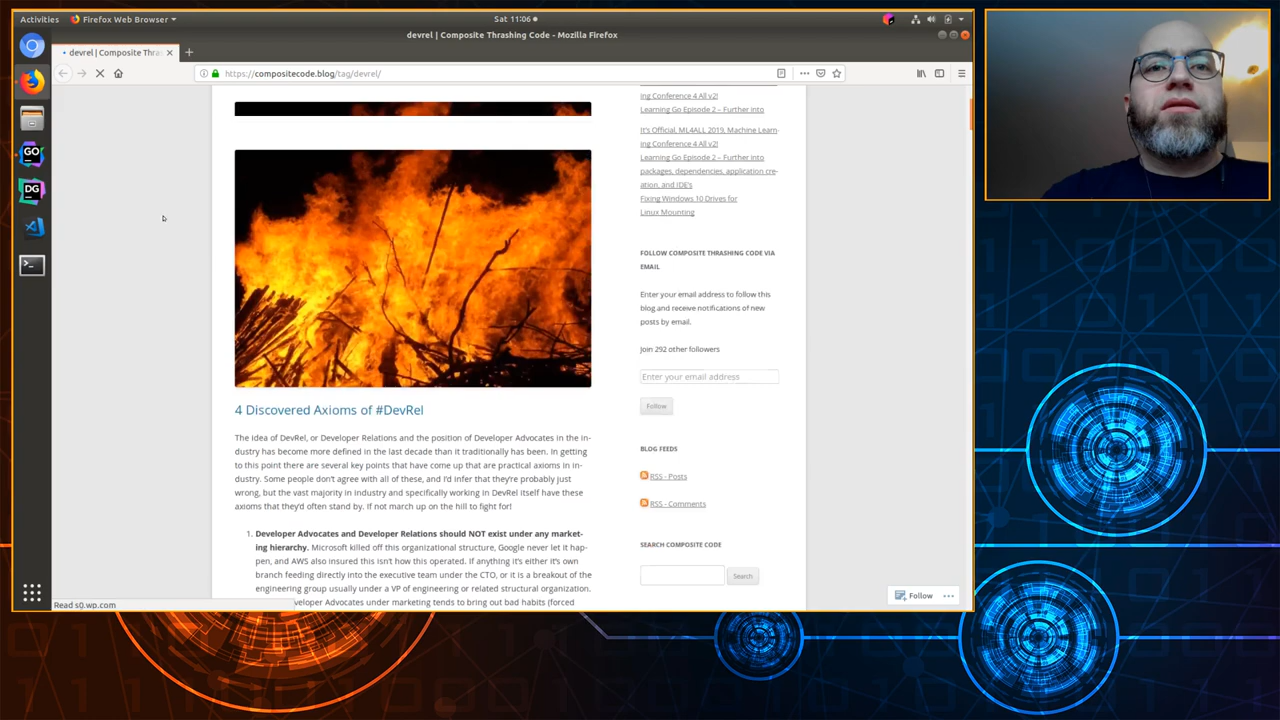 Activities
Firefox Web Browser
Sat 11:06
devrel | Composite Thrashing Code - Mozilla Firefox
devrel | Composite Thras
https://compositecode.blog/tag/devrel/
GO
DG
4 Discovered Axioms of #DevRel
The idea of DevRel, or Developer Relations and the position of Developer Advocates in the in-
dustry has become more defined in the last decade than it traditionally has been. In getting
to this point there are several key points that have come up that are practical axioms in in-
dustry. Some people don't agree with all of these, and I'd infer that they're probably just
wrong, but the vast majority in industry and specifically working in DevRel itself have these
axioms that they'd often stand by. If not march up on the hill to fight for!
1. Developer Advocates and Developer Relations should NOT exist under any market-
ing hierarchy. Microsoft killed off this organizational structure, Google never let it hap-
pen, and AWS also insured this isn't how this operated. If anything it's either it's own
branch feeding directly into the executive team under the CTO, or it is a breakout of the
engineering group usually under a VP of engineering or related structural organization.
veloper Advocates under marketing tends to bring out bad habits (forced
ing Conference 4 All v2!
Learning Go Episode 2 – Further into
It's Official, ML4ALL 2019, Machine Learn-
ing Conference 4 All v2!
Learning Go Episode 2 – Further into
packages, dependencies, application cre-
ation, and IDE's
Fixing Windows 10 Drives for
Linux Mounting
FOLLOW COMPOSITE THRASHING CODE VIA
EMAIL
Enter your email address to follow this
blog and receive notifications of new
posts by email.
Join 292 other followers
Enter your email address
Follow
BLOG FEEDS
RSS - Posts
RSS - Comments
SEARCH COMPOSITE CODE
Search
Follow
Read s0.wp.com